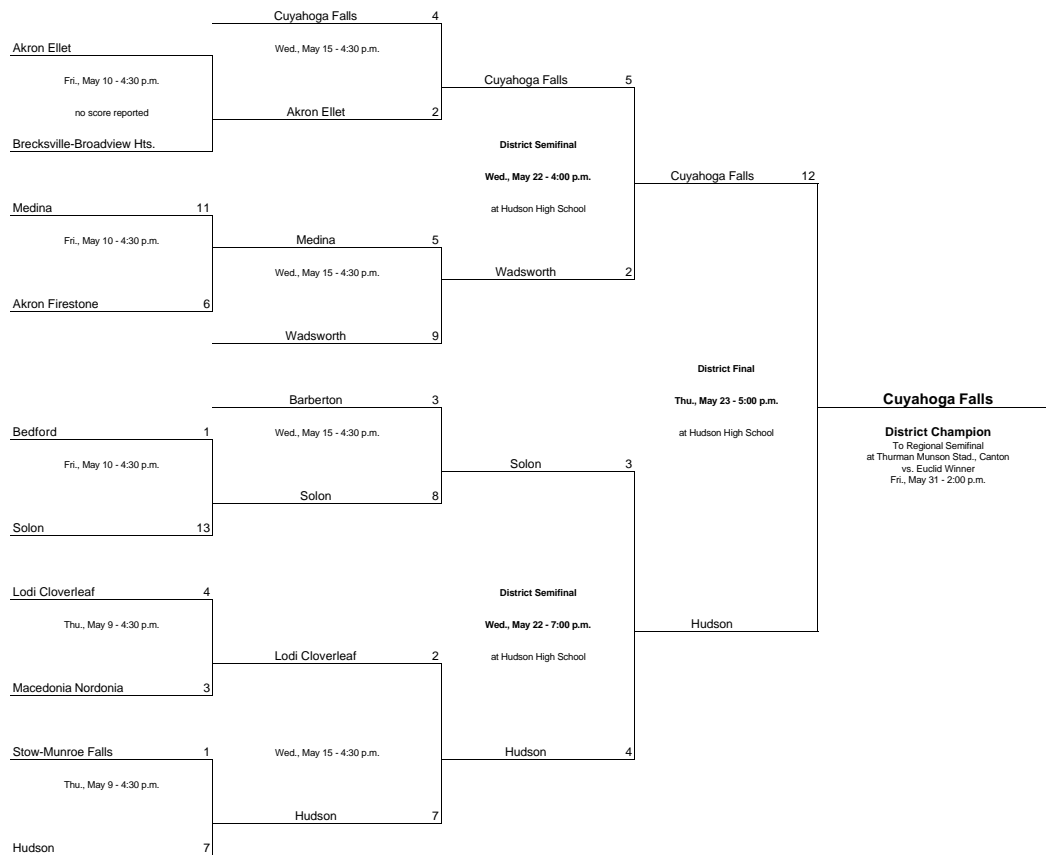 Cuyahoga Falls 4
Akron Ellet
Wed., May 15 - 4:30 p.m.
Fri., May 10 - 4:30 p.m.
Cuyahoga Falls 5
no score reported
Akron Ellet 2
Brecksville-Broadview Hts.
District Semifinal
Wed., May 22 - 4:00 p.m.
Cuyahoga Falls 12
Medina 11
at Hudson High School
Fri., May 10 - 4:30 p.m.
Medina 5
Wed., May 15 - 4:30 p.m.
Wadsworth 2
Akron Firestone 6
Wadsworth 9
District Final
Barberton 3
Thu., May 23 - 5:00 p.m.
Cuyahoga Falls
Bedford 1
Wed., May 15 - 4:30 p.m.
at Hudson High School
District Champion
To Regional Semifinal
at Thurman Munson Stad., Canton
Fri., May 10 - 4:30 p.m.
Solon 3
vs. Euclid Winner
Fri., May 31 - 2:00 p.m.
Solon 8
Solon 13
Lodi Cloverleaf 4
District Semifinal
Thu., May 9 - 4:30 p.m.
Wed., May 22 - 7:00 p.m.
Hudson
Lodi Cloverleaf 2
at Hudson High School
Macedonia Nordonia 3
Stow-Munroe Falls 1
Wed., May 15 - 4:30 p.m.
Hudson 4
Thu., May 9 - 4:30 p.m.
Hudson 7
Hudson 7